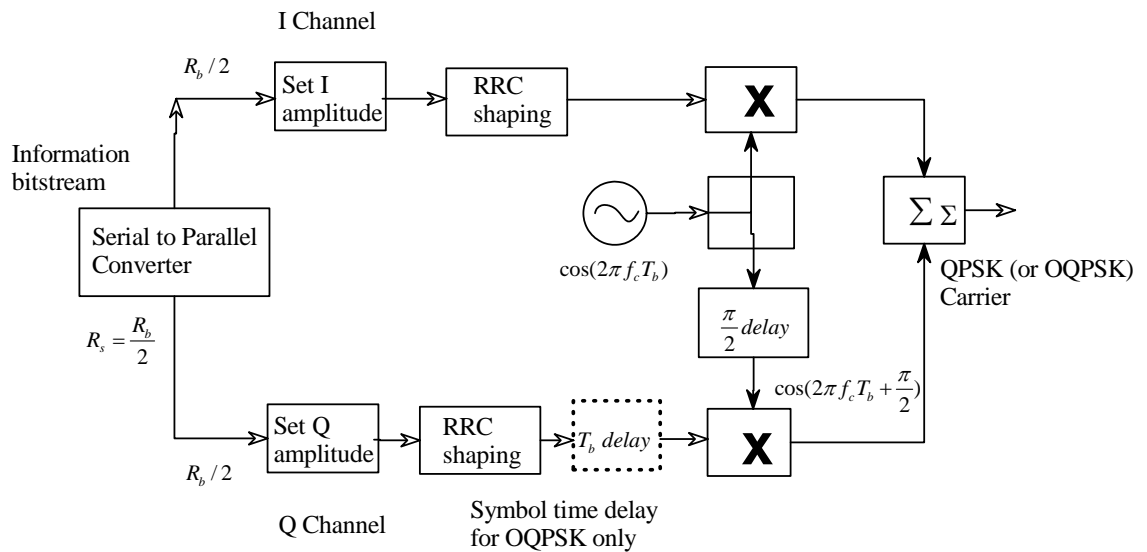 I Channel
R_b / 2
Set I
amplitude
RRC
shaping
X
Information
bitstream
Serial to Parallel
Converter
cos(2π f_c T_b)
Σ Σ
QPSK (or OQPSK)
Carrier
R_s = R_b / 2
π/2 delay
cos(2π f_c T_b + π/2)
Set Q
amplitude
RRC
shaping
T_b delay
X
R_b / 2
Q Channel
Symbol time delay
for OQPSK only